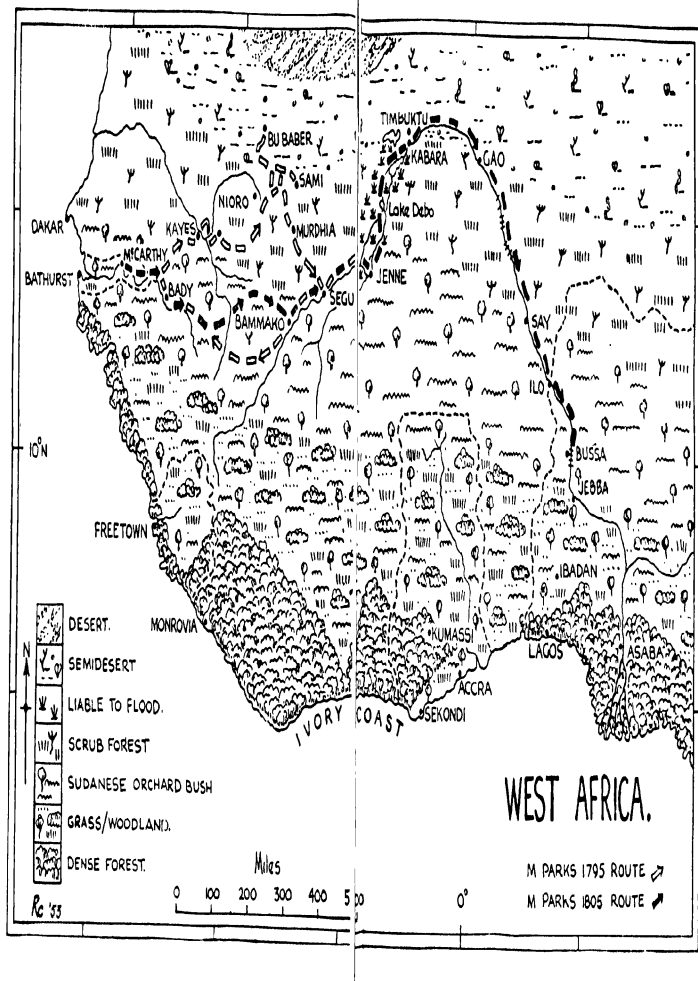 TIMBUKTU
BU BABER
KABARA
GAO
SAMI
NIORO
Lake Debo
DAKAR
KAYES
MURDHIA
McCARTHY
BATHURST
JENNE
BADY
SEGU
BAMMAKO
SAY
ILO
10°N
BUSSA
JEBBA
FREETOWN
IBADAN
MONROVIA
KUMASSI
LAGOS
ASABA
ACCRA
SEKONDI
IVORY COAST
N
DESERT.
SEMIDESERT
LIABLE TO FLOOD.
SCRUB FOREST
SUDANESE ORCHARD BUSH
GRASS/WOODLAND.
DENSE FOREST.
WEST AFRICA.
M PARKS 1795 ROUTE
M PARKS 1805 ROUTE
Miles
0 100 200 300 400 500
0°
RG '53